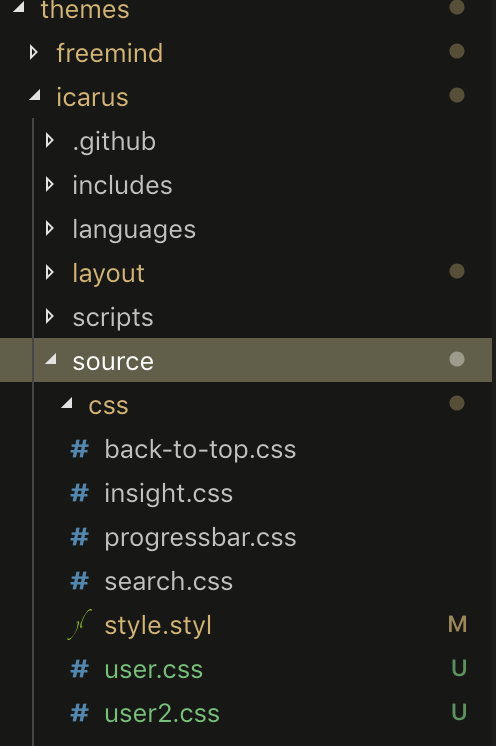 themes
freemind
icarus
.github
includes
languages
layout
scripts
source
css
# back-to-top.css
# insight.css
# progressbar.css
# search.css
style.styl M
# user.css U
# user2.css U